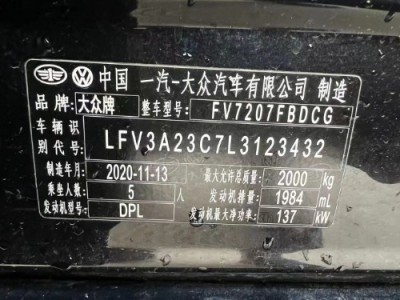 中国 一汽-大众汽车有限公司 制造
品牌 大众牌 整车型号: FV7207FBDCG
车辆识别代号: LFV3A23C7L3123432
制造年月: 2020-11-13 最大允许总质量: 2000 kg
乘坐人数: 5 人 发动机排量: 1984 mL
发动机型号: DPL 发动机最大净功率: 137 kW